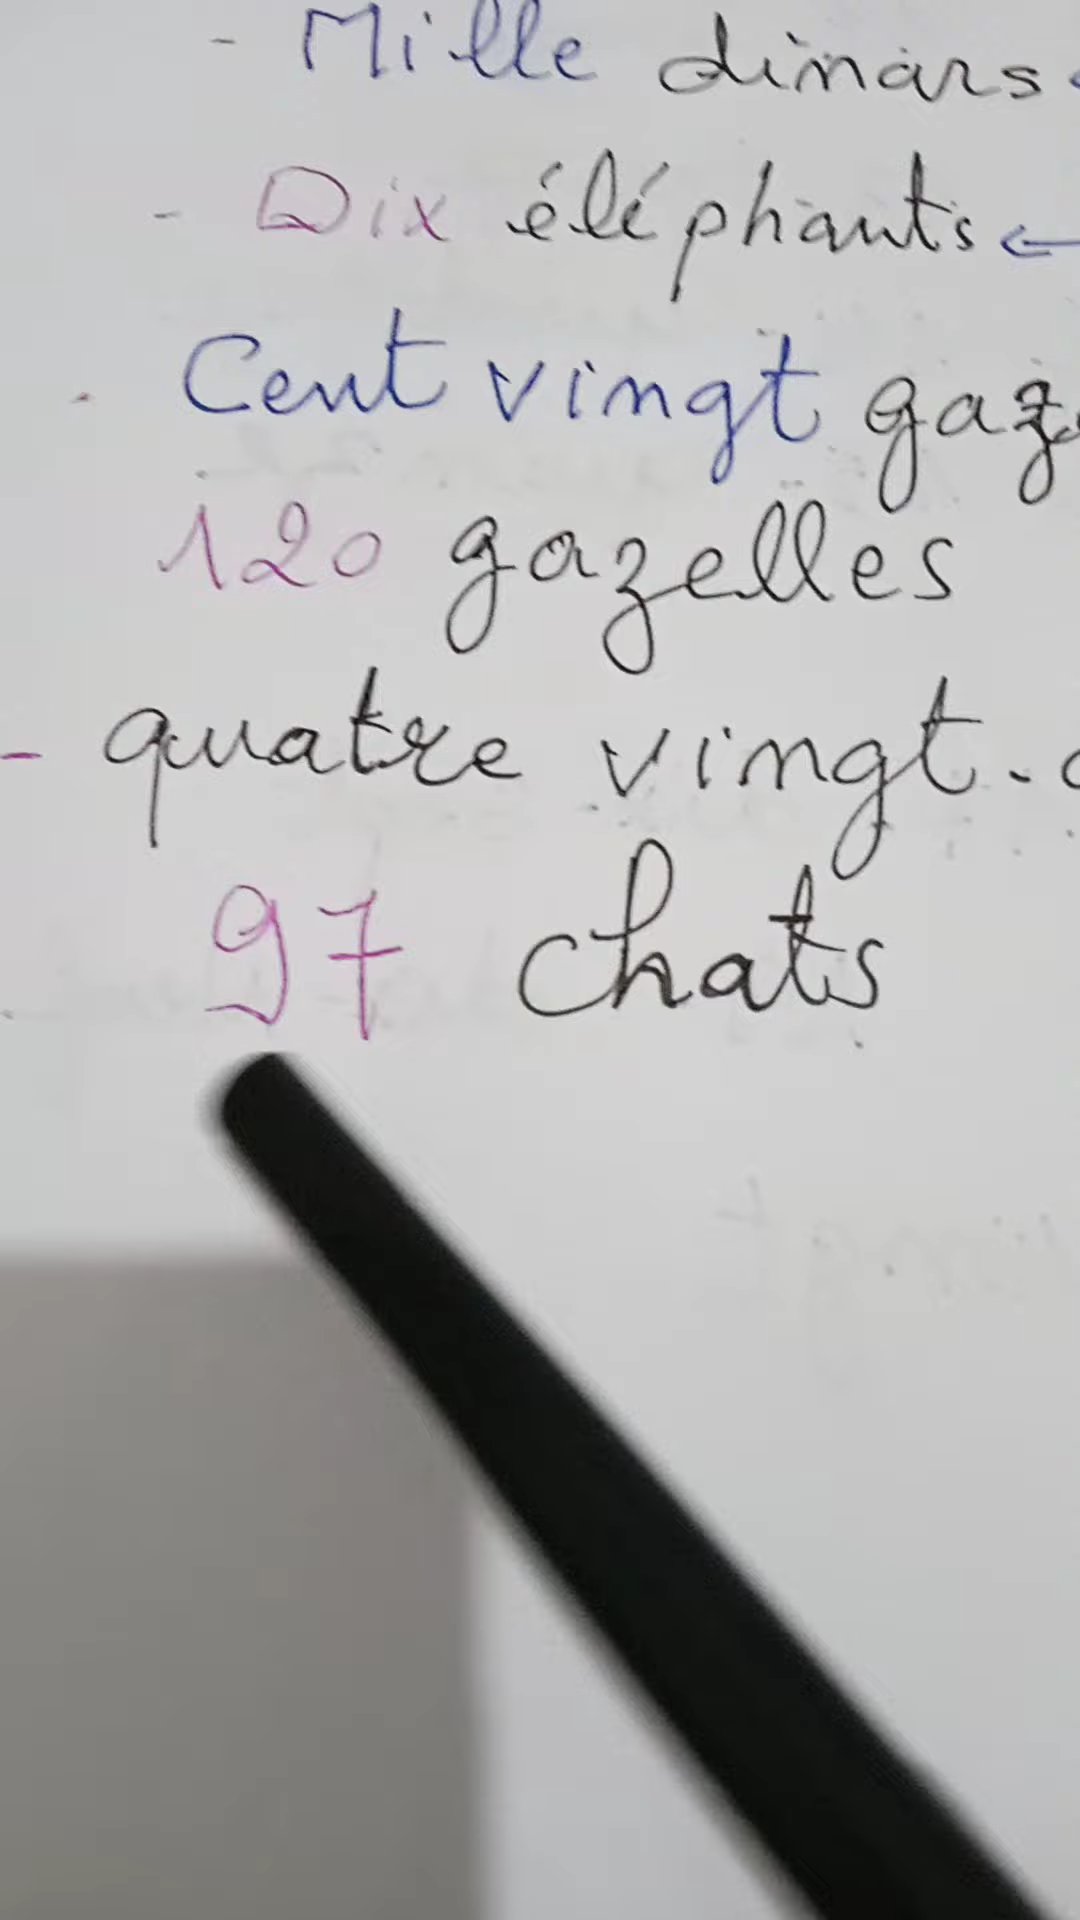 - Mille dinars
- Dix éléphants ←
- Cent vingt
120 gazelles
- quatre vingt -
97 chats